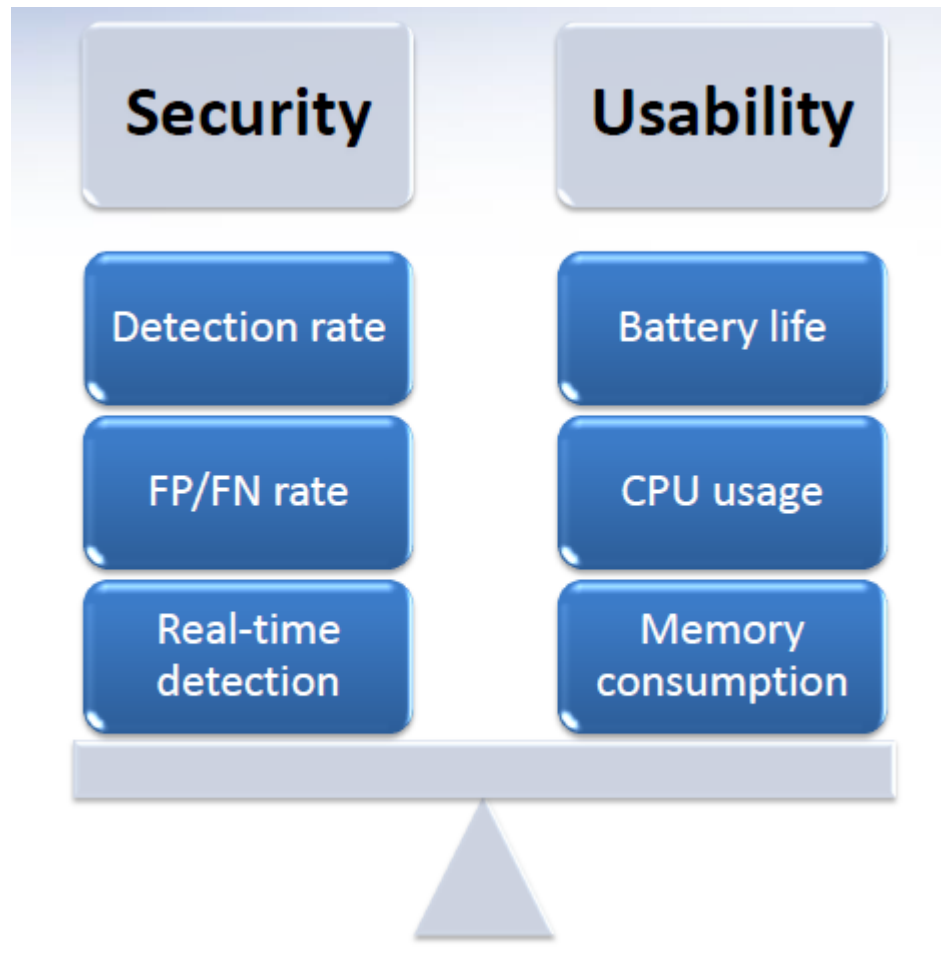 Security
Usability
Detection rate
Battery life
FP/FN rate
CPU usage
Real-time
detection
Memory
consumption